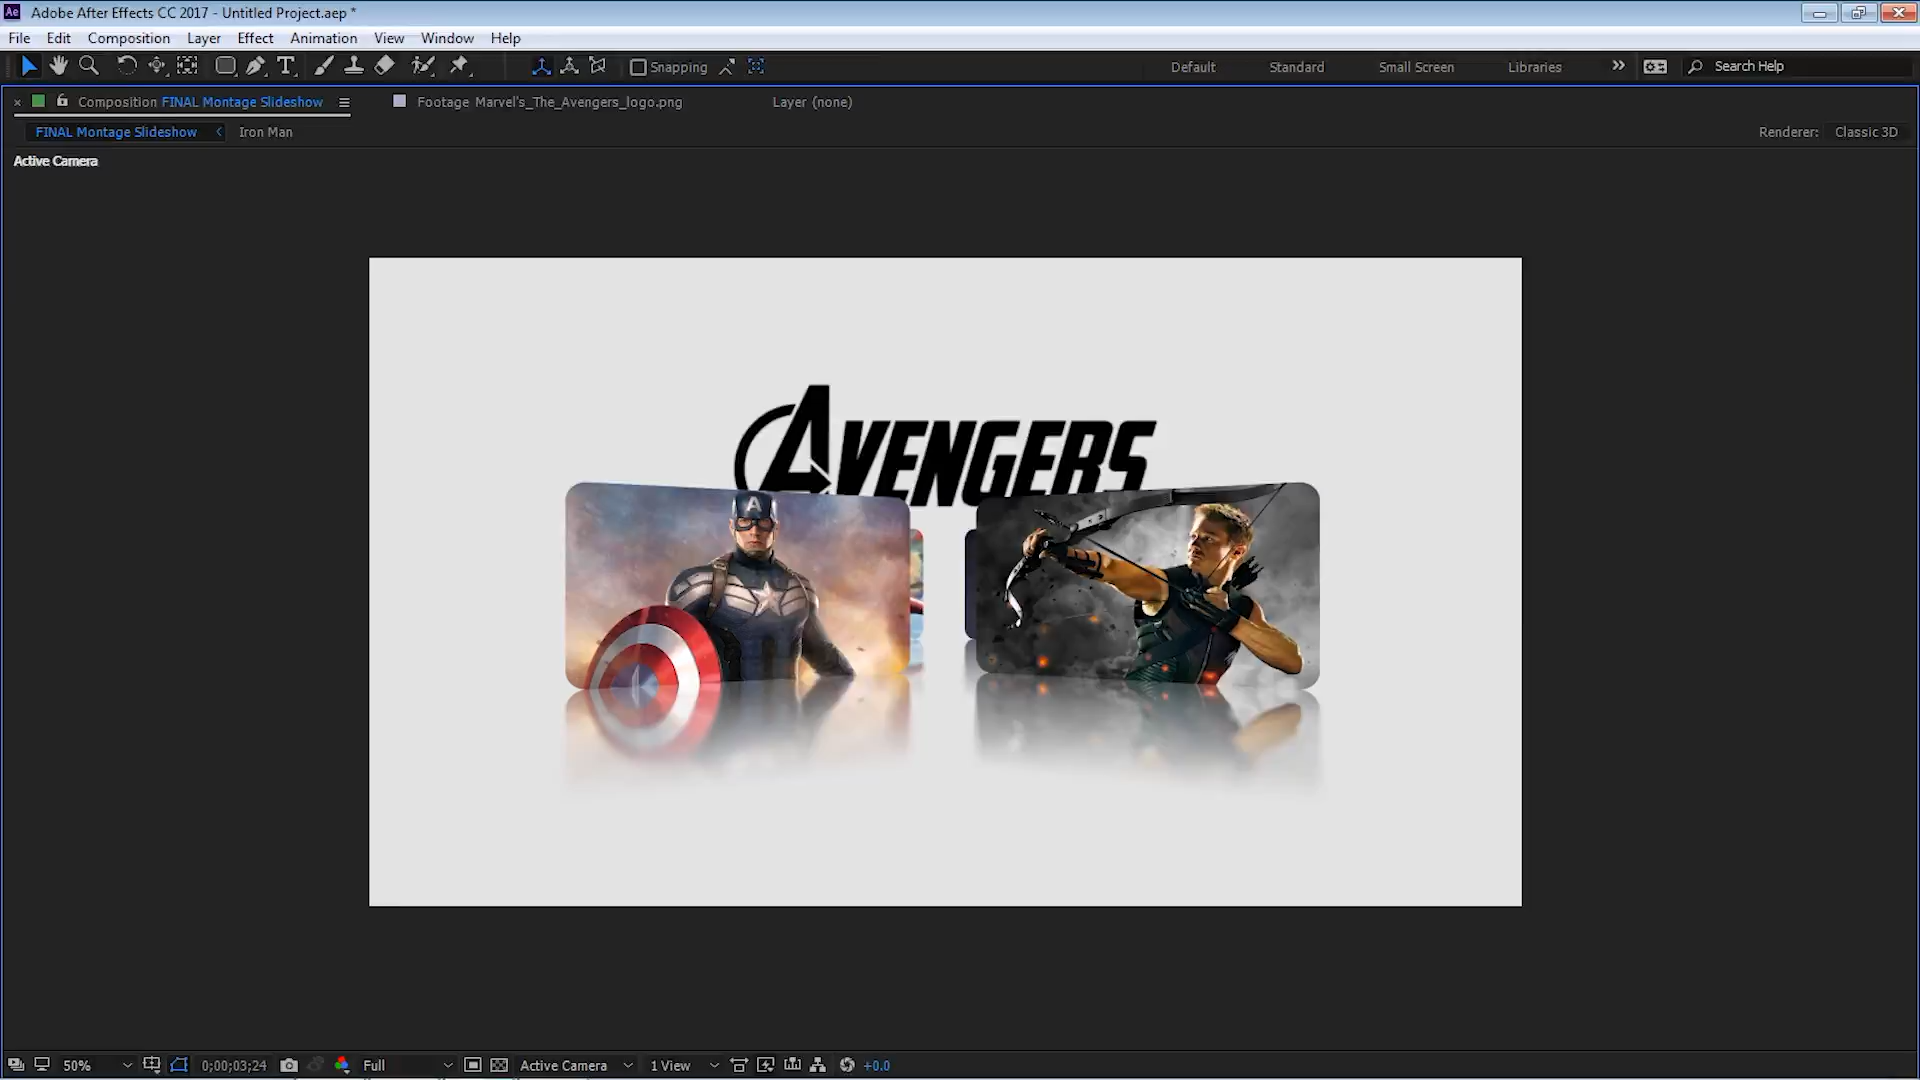 Ae Adobe After Effects CC 2017 - Untitled Project.aep *
File Edit Composition Layer Effect Animation View Window Help
Snapping Default Standard Small Screen Libraries Search Help
Composition FINAL Montage Slideshow Footage Marvel's_The_Avengers_logo.png Layer (none)
FINAL Montage Slideshow Iron Man Renderer: Classic 3D
Active Camera
AVENGERS
A
50% 0;00;03;24 Full Active Camera 1 View +0.0